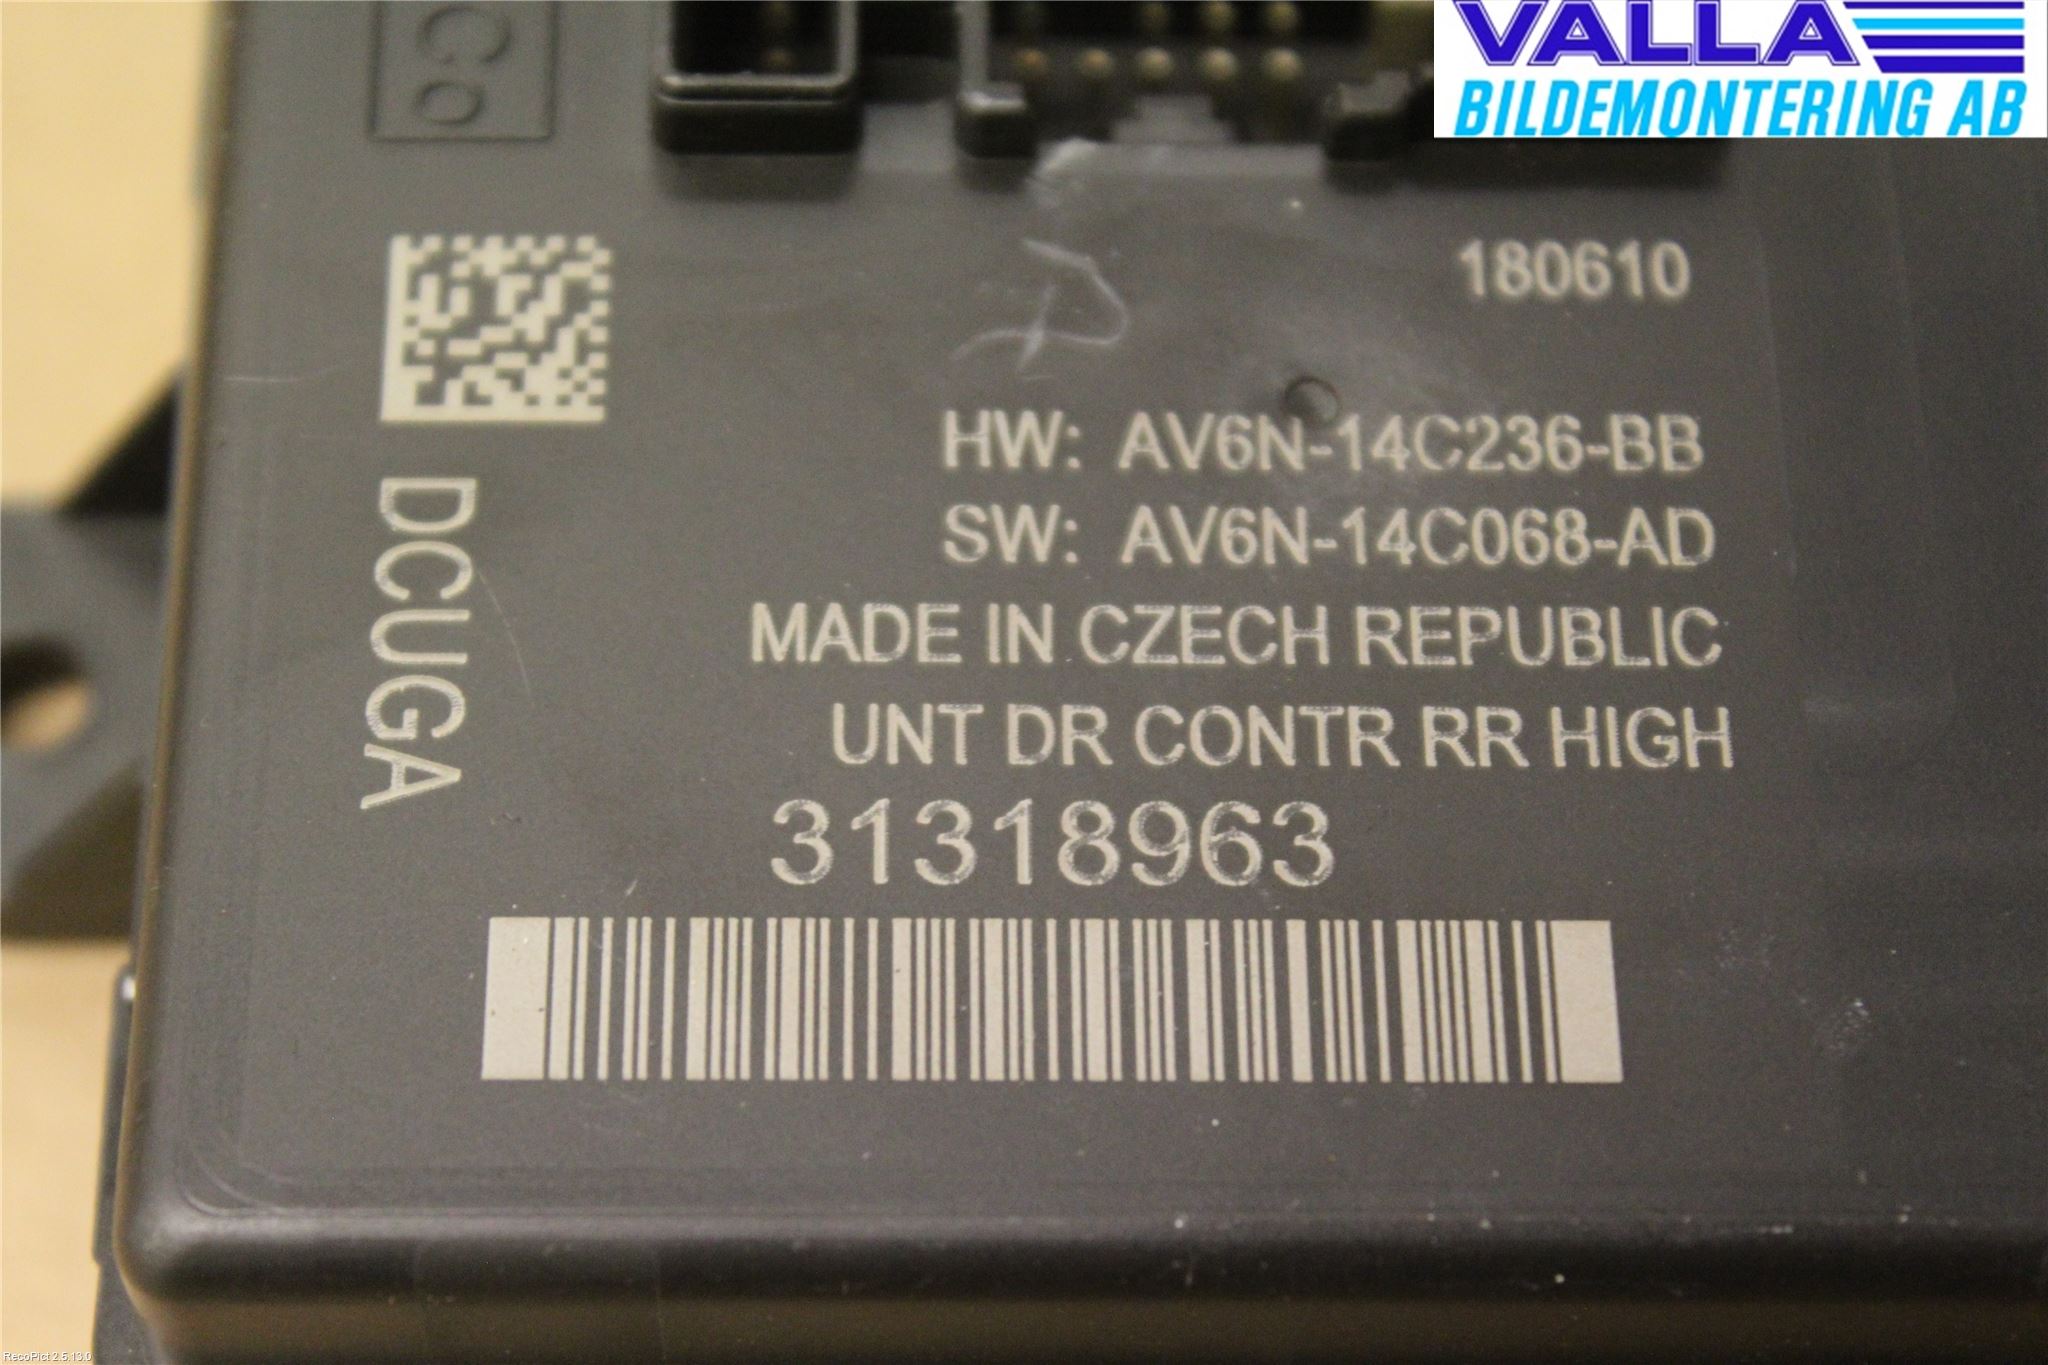 VALLA
BILDEMONTERING AB
Co
180610
HW: AV6N-14C236-BB
SW: AV6N-14C068-AD
MADE IN CZECH REPUBLIC
UNT DR CONTR RR HIGH
31318963
DCUGA
RecoPict 2.5.13.0